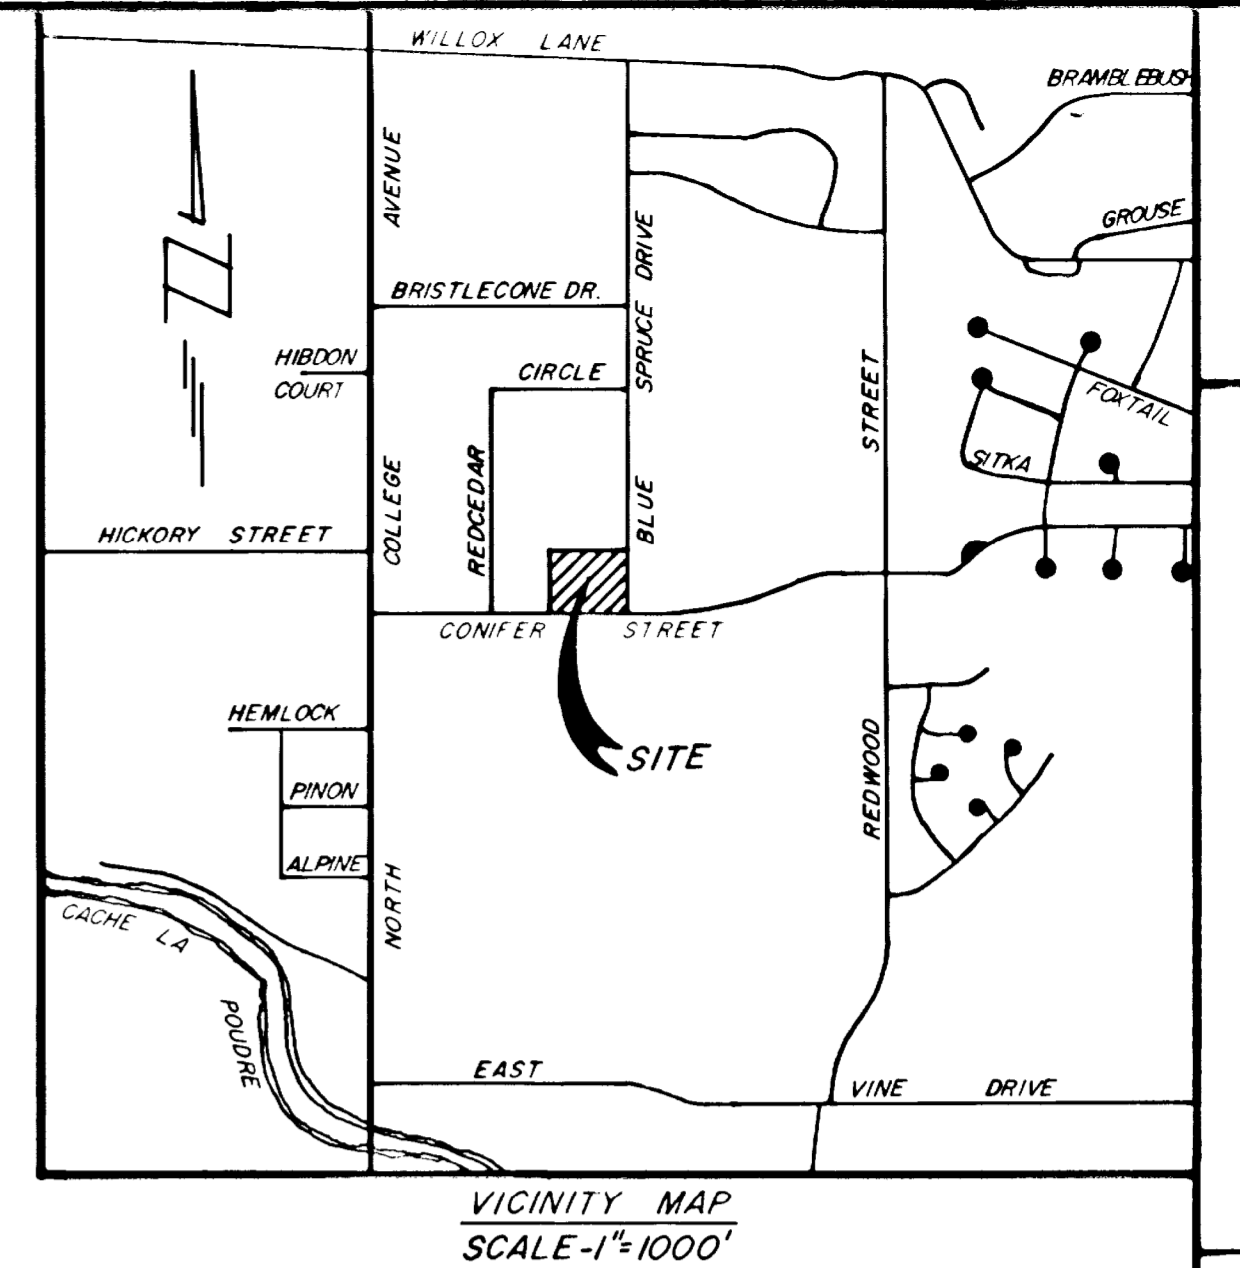 WILLOX LANE
BRAMBLEBUSH
AVENUE
GROUSE
SPRUCE DRIVE
BRISTLECONE DR.
N
HIBDON
COURT
CIRCLE
STREET
FOXTAIL
SITKA
COLLEGE
REDCEDAR
BLUE
HICKORY STREET
CONIFER STREET
HEMLOCK
SITE
REDWOOD
PINON
ALPINE
NORTH
CACHE LA
POUDRE
EAST
VINE DRIVE
VICINITY MAP
SCALE-1"=1000'